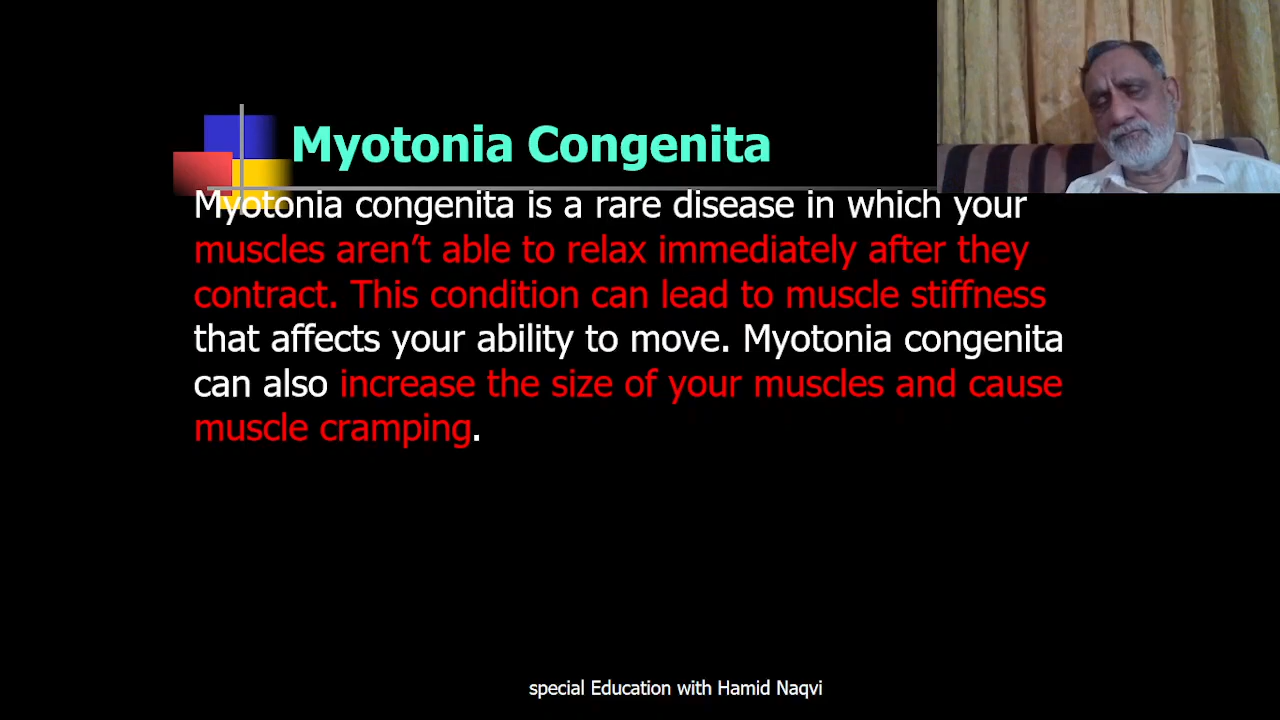 Myotonia Congenita
Myotonia congenita is a rare disease in which your
muscles aren’t able to relax immediately after they
contract. This condition can lead to muscle stiffness
that affects your ability to move. Myotonia congenita
can also increase the size of your muscles and cause
muscle cramping.
special Education with Hamid Naqvi